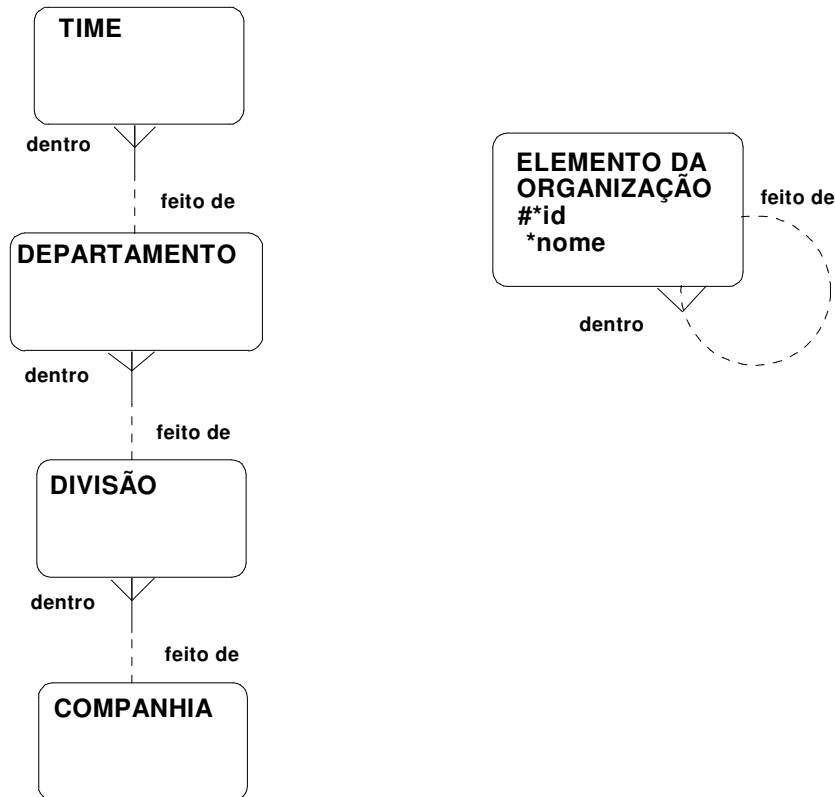 TIME
dentro
feito de
DEPARTAMENTO
dentro
feito de
DIVISÃO
dentro
feito de
COMPANHIA
ELEMENTO DA
ORGANIZAÇÃO
#*id
*nome
feito de
dentro